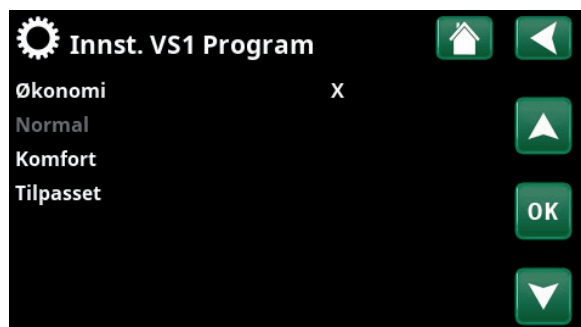 Innst. VS1 Program
Økonomi X
Normal
Komfort
Tilpasset
OK